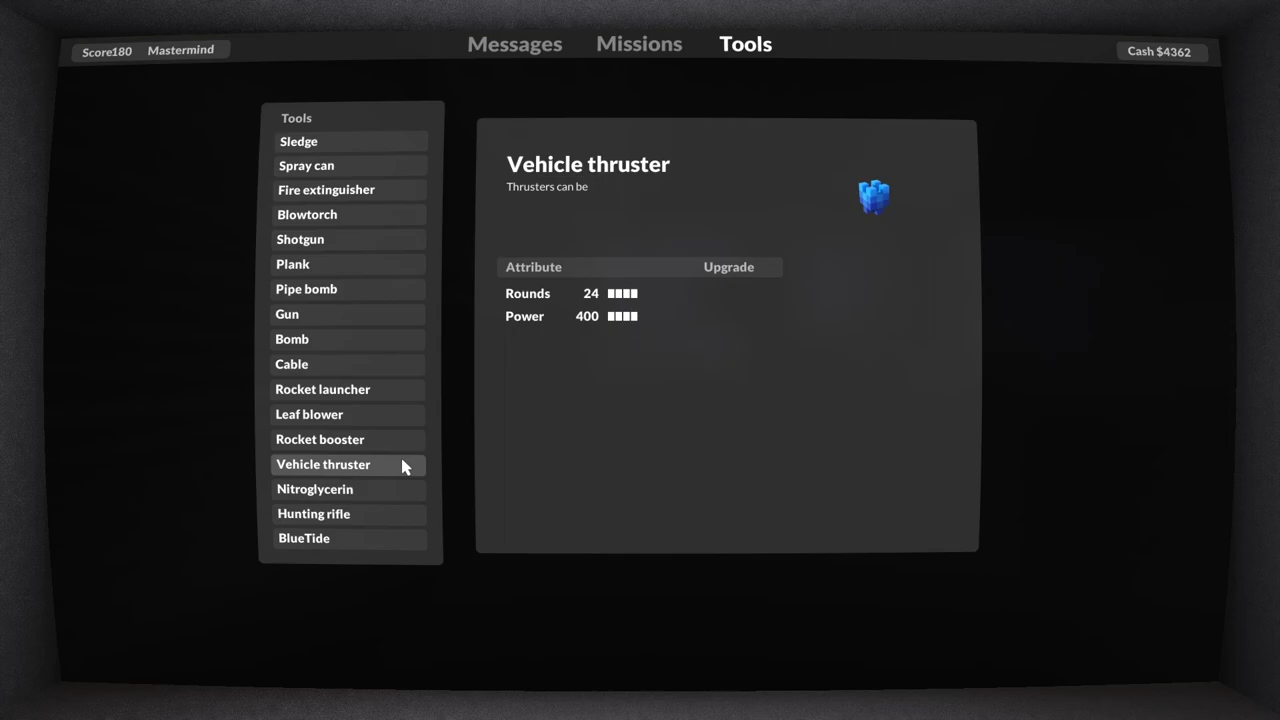 Score180 Mastermind
Messages Missions Tools
Cash $4362
Tools
Sledge
Spray can
Fire extinguisher
Blowtorch
Shotgun
Plank
Pipe bomb
Gun
Bomb
Cable
Rocket launcher
Leaf blower
Rocket booster
Vehicle thruster
Nitroglycerin
Hunting rifle
BlueTide
Vehicle thruster
Thrusters can be
Attribute Upgrade
Rounds 24
Power 400